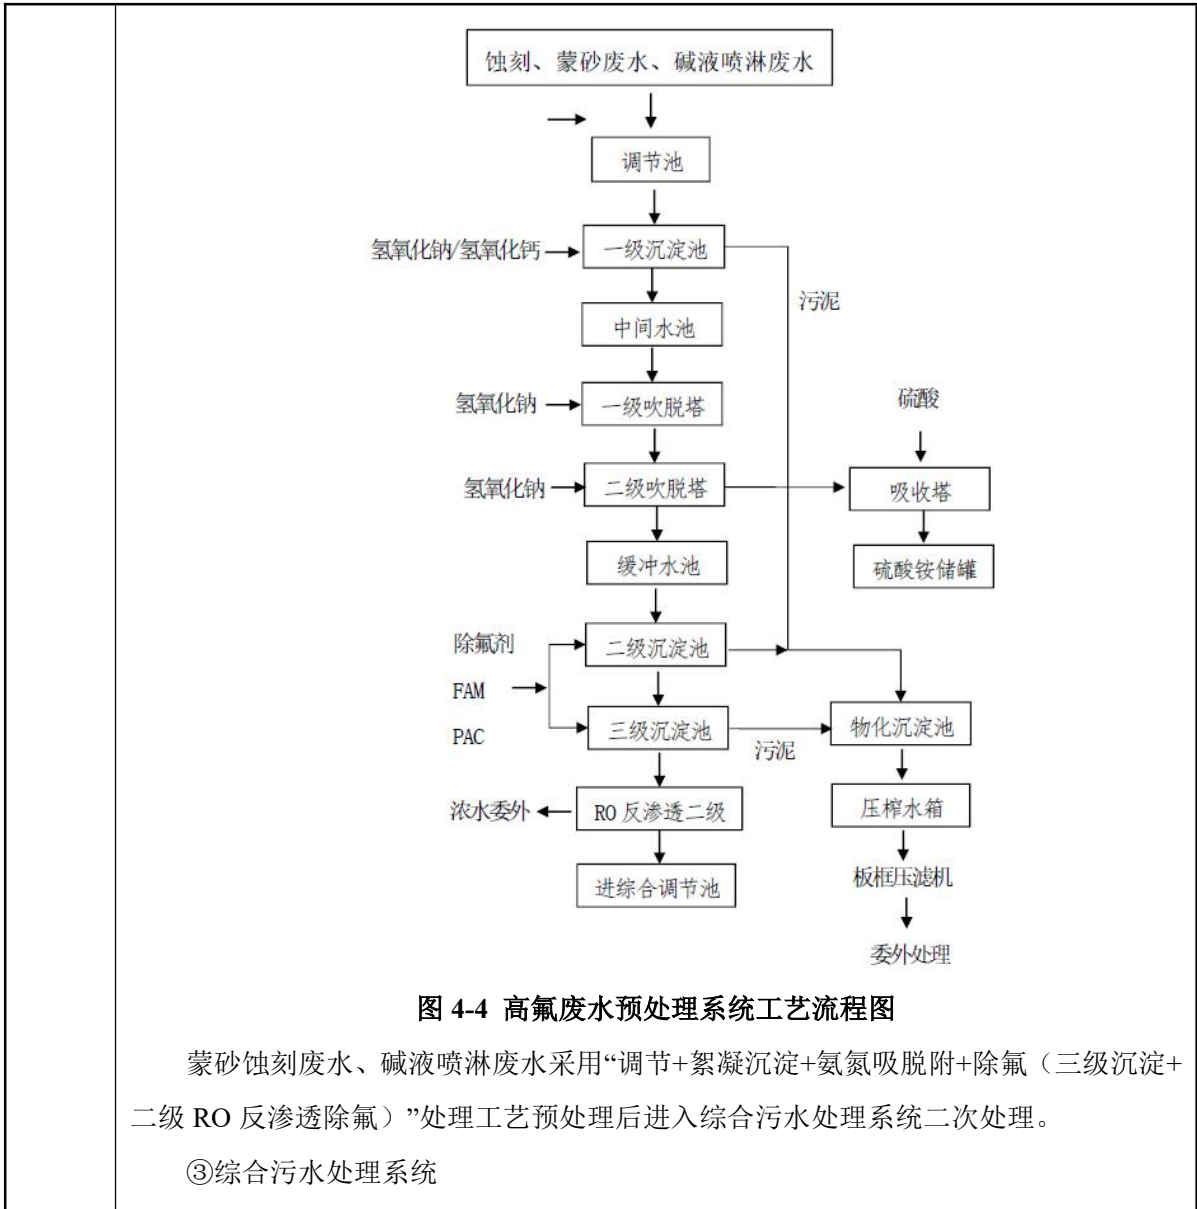 蚀刻、蒙砂废水、碱液喷淋废水
调节池
氢氧化钠/氢氧化钙
一级沉淀池
污泥
中间水池
氢氧化钠
一级吹脱塔
硫酸
氢氧化钠
二级吹脱塔
吸收塔
缓冲水池
硫酸铵储罐
除氟剂
二级沉淀池
FAM
PAC
三级沉淀池
污泥
物化沉淀池
浓水委外
RO 反渗透二级
压榨水箱
进综合调节池
板框压滤机
委外处理
图 4-4 高氟废水预处理系统工艺流程图
蒙砂蚀刻废水、碱液喷淋废水采用“调节+絮凝沉淀+氨氮吸脱附+除氟（三级沉淀+
二级 RO 反渗透除氟）”处理工艺预处理后进入综合污水处理系统二次处理。
③综合污水处理系统